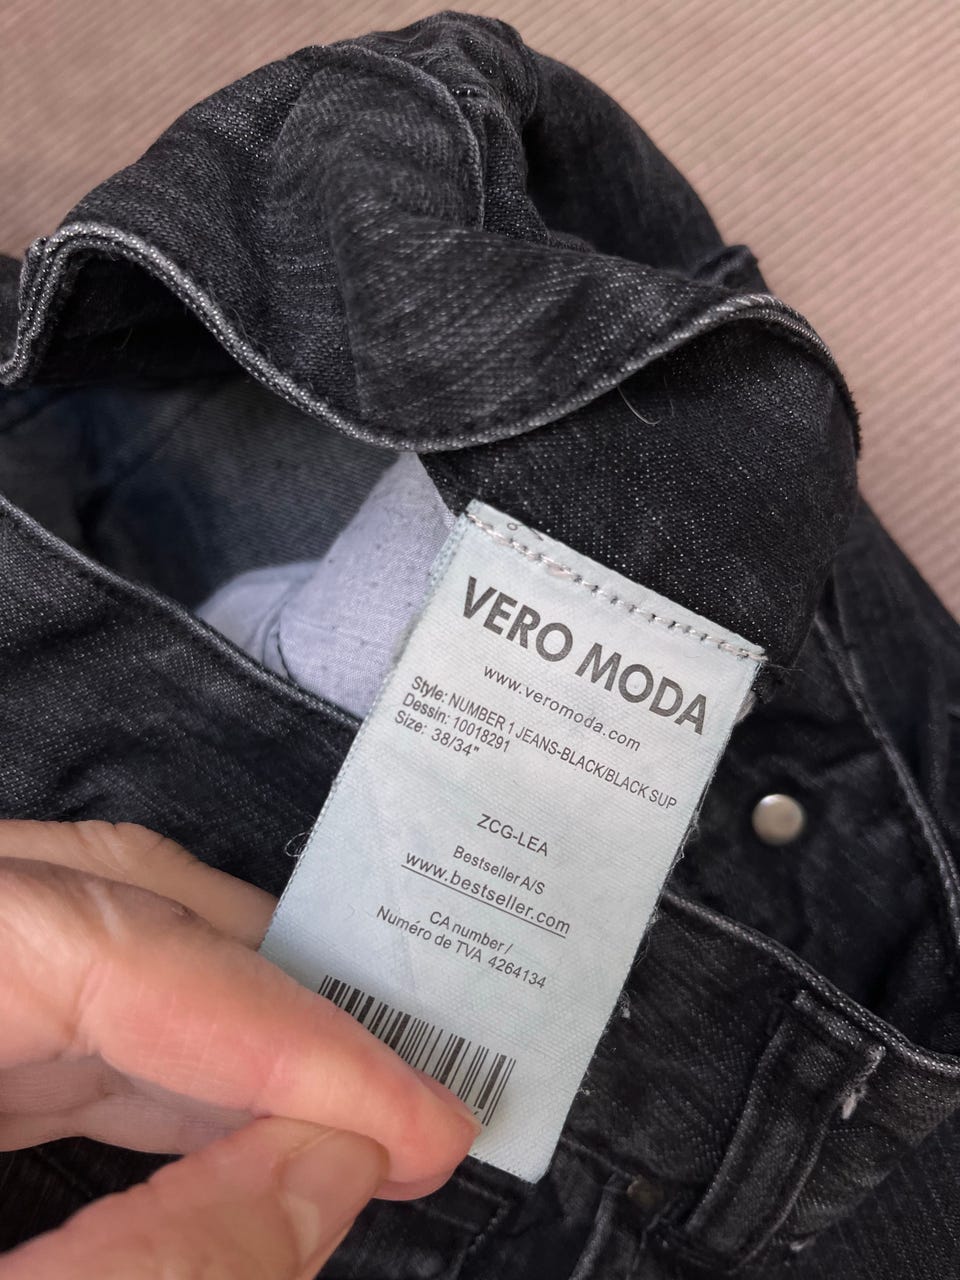 VERO MODA
www.veromoda.com
Style: NUMBER 1 JEANS-BLACK/BLACK SUP
Dessin: 10018291
Size: 38/34"
ZCG-LEA
Bestseller A/S
www.bestseller.com
CA number /
Numéro de TVA 4264134